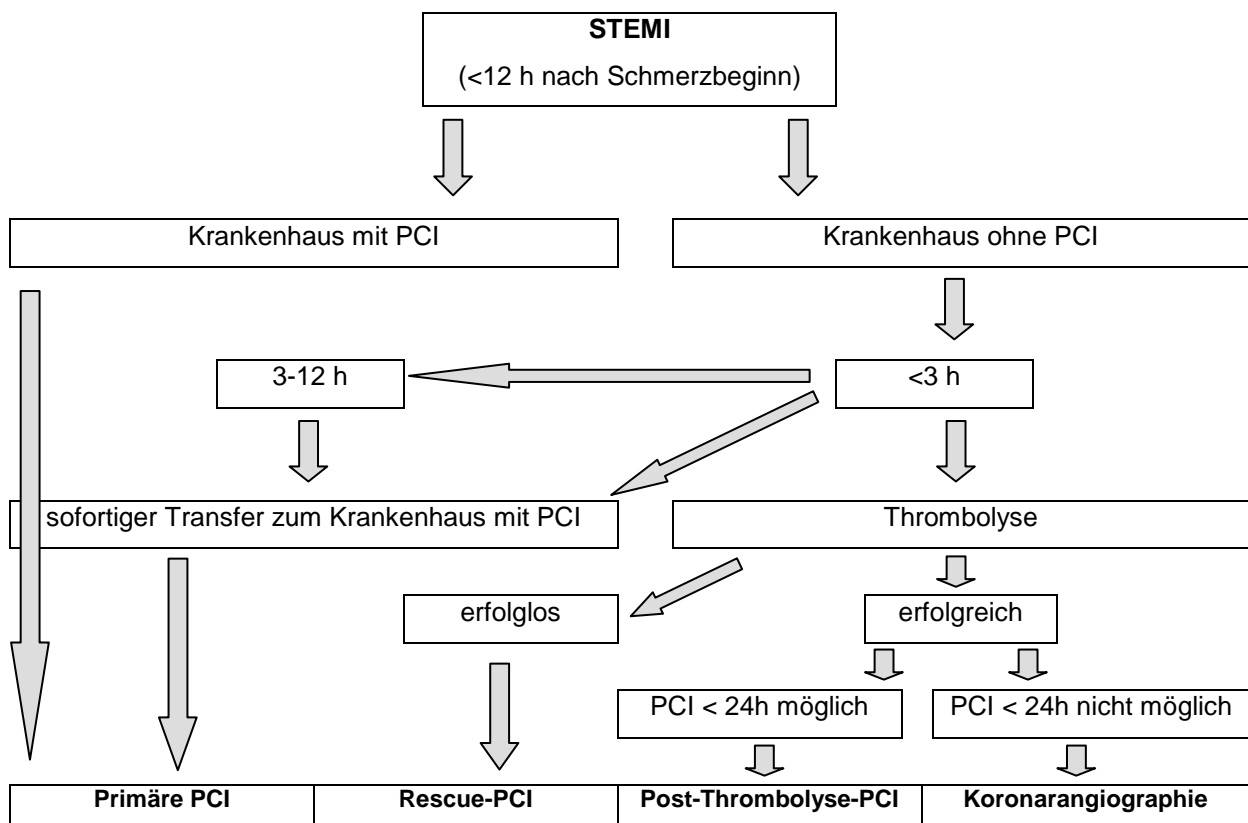 STEMI
(<12 h nach Schmerzbeginn)
Krankenhaus mit PCI
Krankenhaus ohne PCI
3-12 h
<3 h
sofortiger Transfer zum Krankenhaus mit PCI
Thrombolyse
erfolglos
erfolgreich
PCI < 24h möglich
PCI < 24h nicht möglich
Primäre PCI
Rescue-PCI
Post-Thrombolyse-PCI
Koronarangiographie